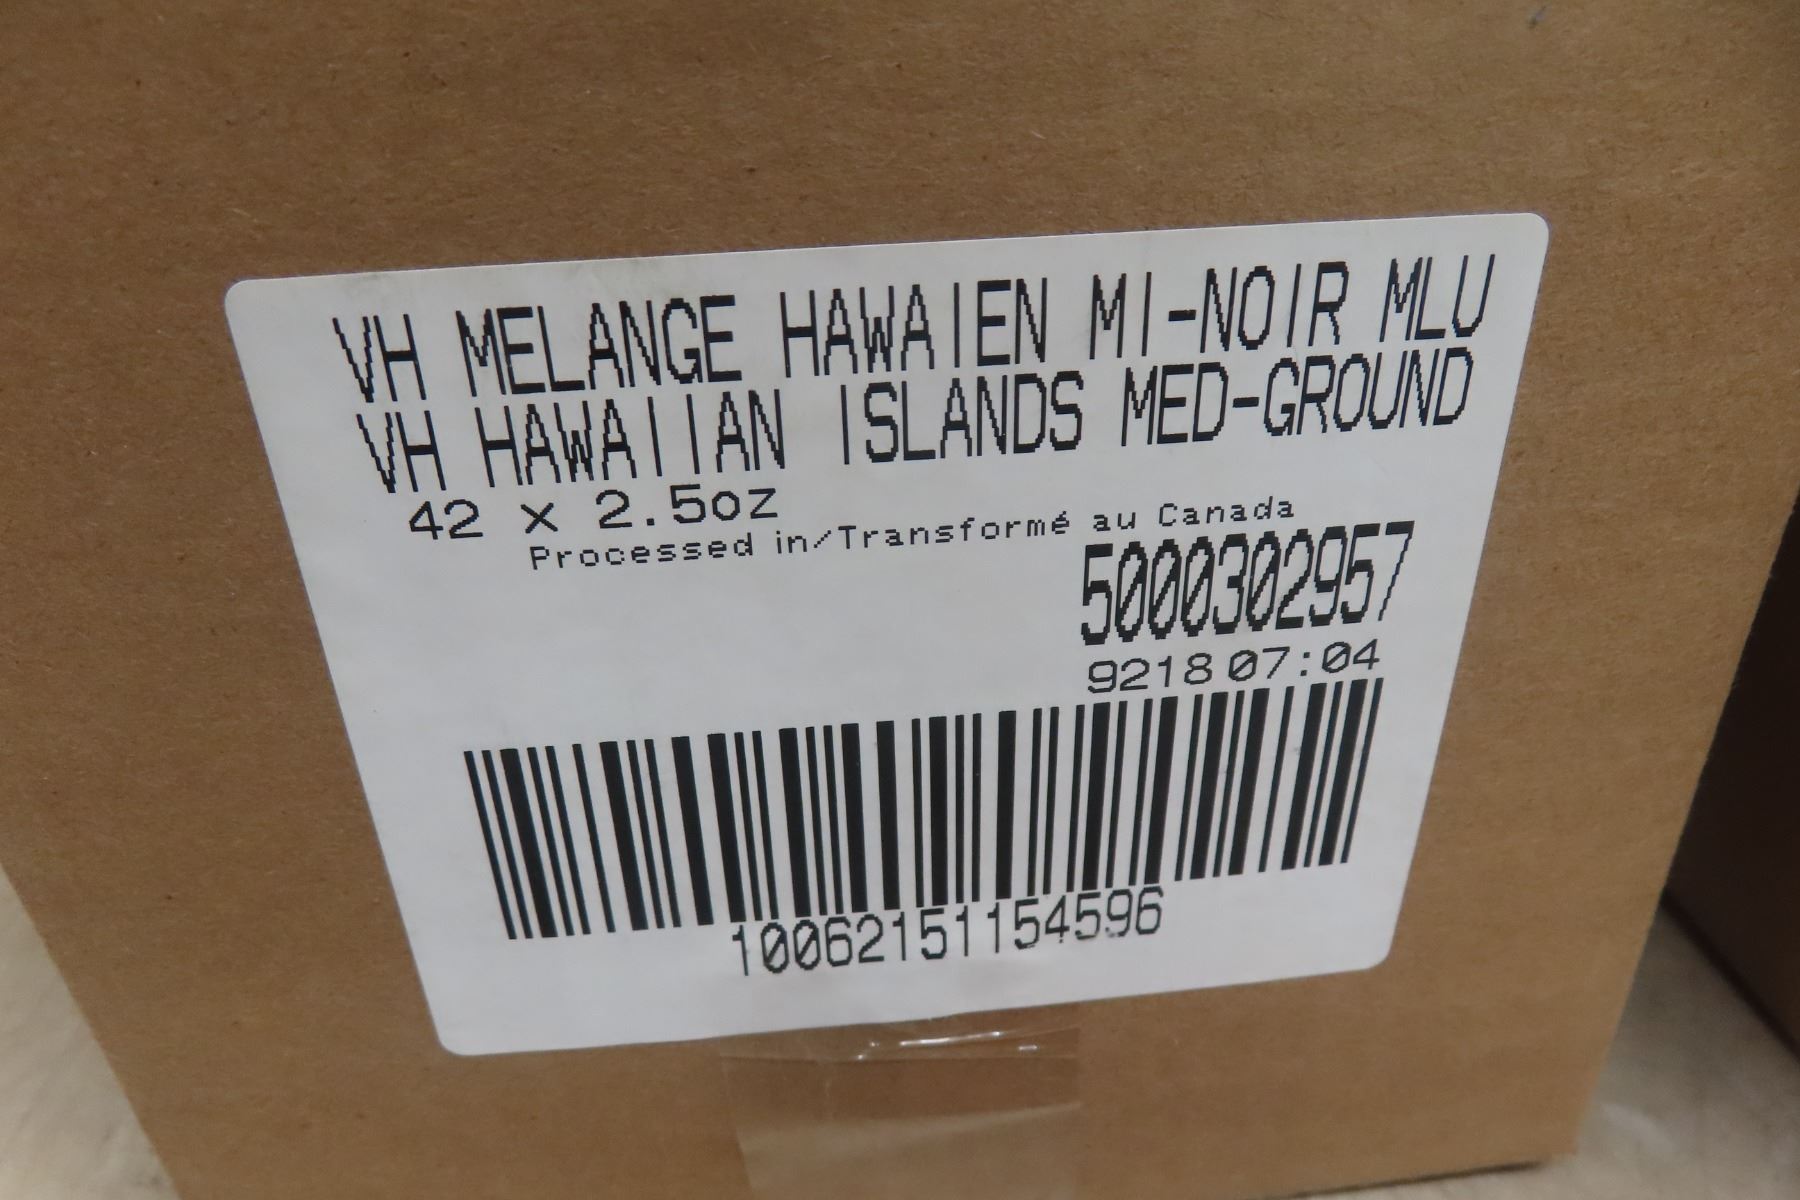 VH MELANGE HAWAIEN MI-NOIR MLU
VH HAWAIIAN ISLANDS MED-GROUND
42 x 2.5oz
Processed in/Transformé au Canada
5000302957
9218 07:04
10062151154596